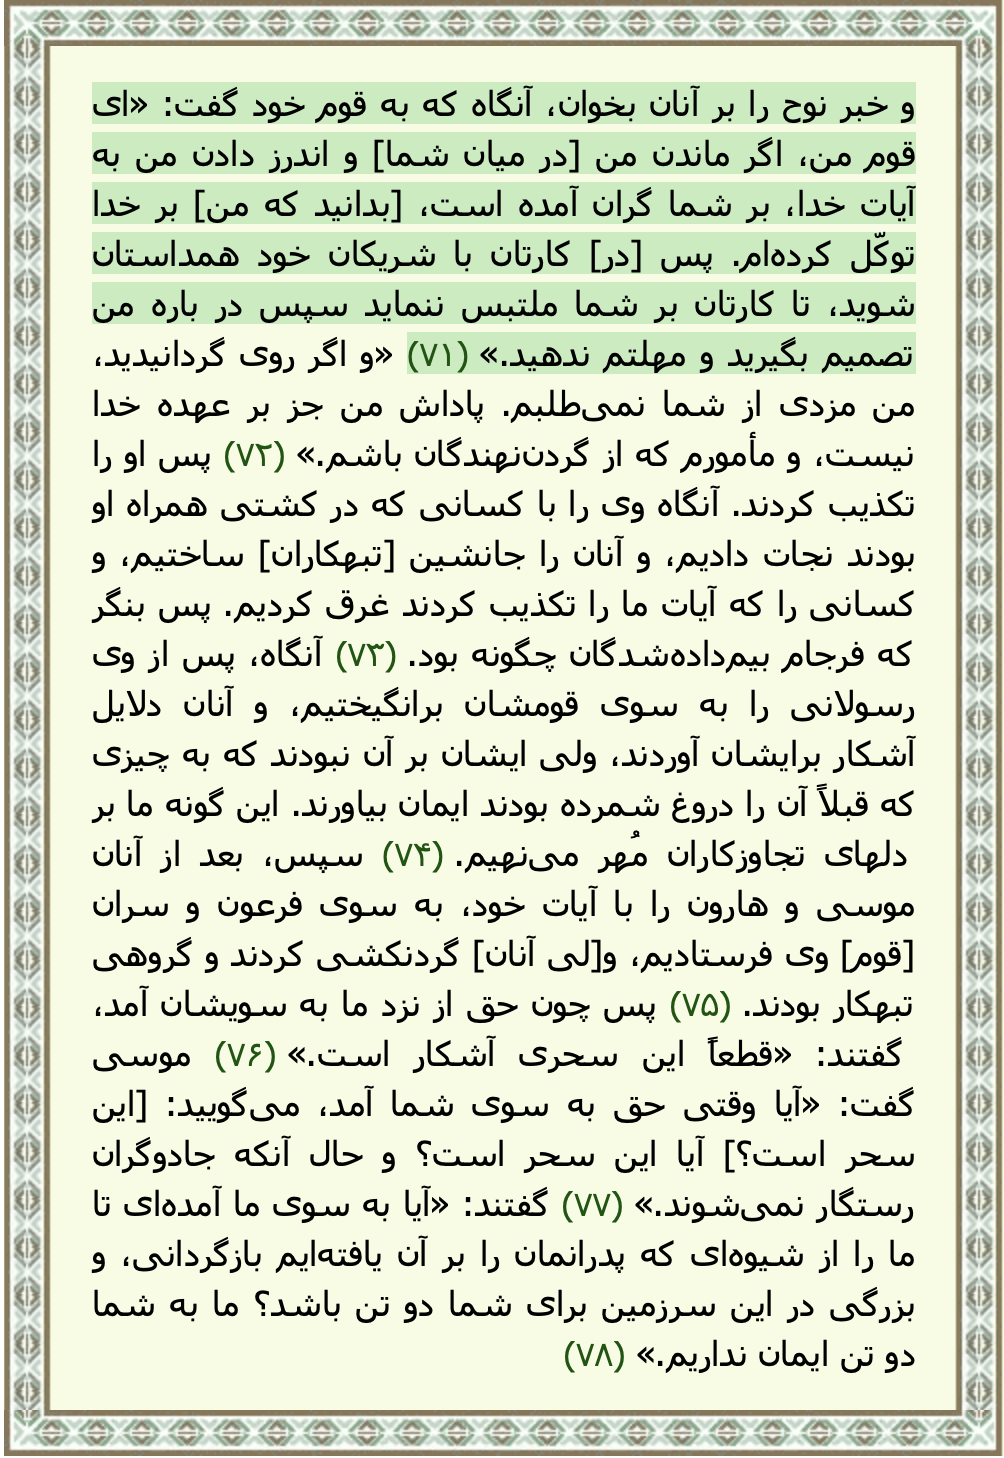 و خبر نوح را بر آنان بخوان، آنگاه که به قوم خود گفت: «ای
قوم من، اگر ماندن من [در میان شما] و اندرز دادن من به
آیات خدا، بر شما گران آمده است، [بدانید که من] بر خدا
توکّل کرده‌ام. پس [در] کارتان با شریکان خود همداستان
شوید، تا کارتان بر شما ملتبس ننماید سپس در باره من
تصمیم بگیرید و مهلتم ندهید.» (۷۱) «و اگر روی گردانیدید،
من مزدی از شما نمی‌طلبم. پاداش من جز بر عهده خدا
نیست، و مأمورم که از گردن‌نهندگان باشم.» (۷۲) پس او را
تکذیب کردند. آنگاه وی را با کسانی که در کشتی همراه او
بودند نجات دادیم، و آنان را جانشین [تبهکاران] ساختیم، و
کسانی را که آیات ما را تکذیب کردند غرق کردیم. پس بنگر
که فرجام بیم‌داده‌شدگان چگونه بود. (۷۳) آنگاه، پس از وی
رسولانی را به سوی قومشان برانگیختیم، و آنان دلایل
آشکار برایشان آوردند، ولی ایشان بر آن نبودند که به چیزی
که قبلاً آن را دروغ شمرده بودند ایمان بیاورند. این گونه ما بر
دلهای تجاوزکاران مُهر می‌نهیم. (۷۴) سپس، بعد از آنان
موسی و هارون را با آیات خود، به سوی فرعون و سران
[قوم] وی فرستادیم، و[لی آنان] گردنکشی کردند و گروهی
تبهکار بودند. (۷۵) پس چون حق از نزد ما به سویشان آمد،
گفتند: «قطعاً این سحری آشکار است.» (۷۶) موسی
گفت: «آیا وقتی حق به سوی شما آمد، می‌گویید: [این
سحر است؟] آیا این سحر است؟ و حال آنکه جادوگران
رستگار نمی‌شوند.» (۷۷) گفتند: «آیا به سوی ما آمده‌ای تا
ما را از شیوه‌ای که پدرانمان را بر آن یافته‌ایم بازگردانی، و
بزرگی در این سرزمین برای شما دو تن باشد؟ ما به شما
دو تن ایمان نداریم.» (۷۸)